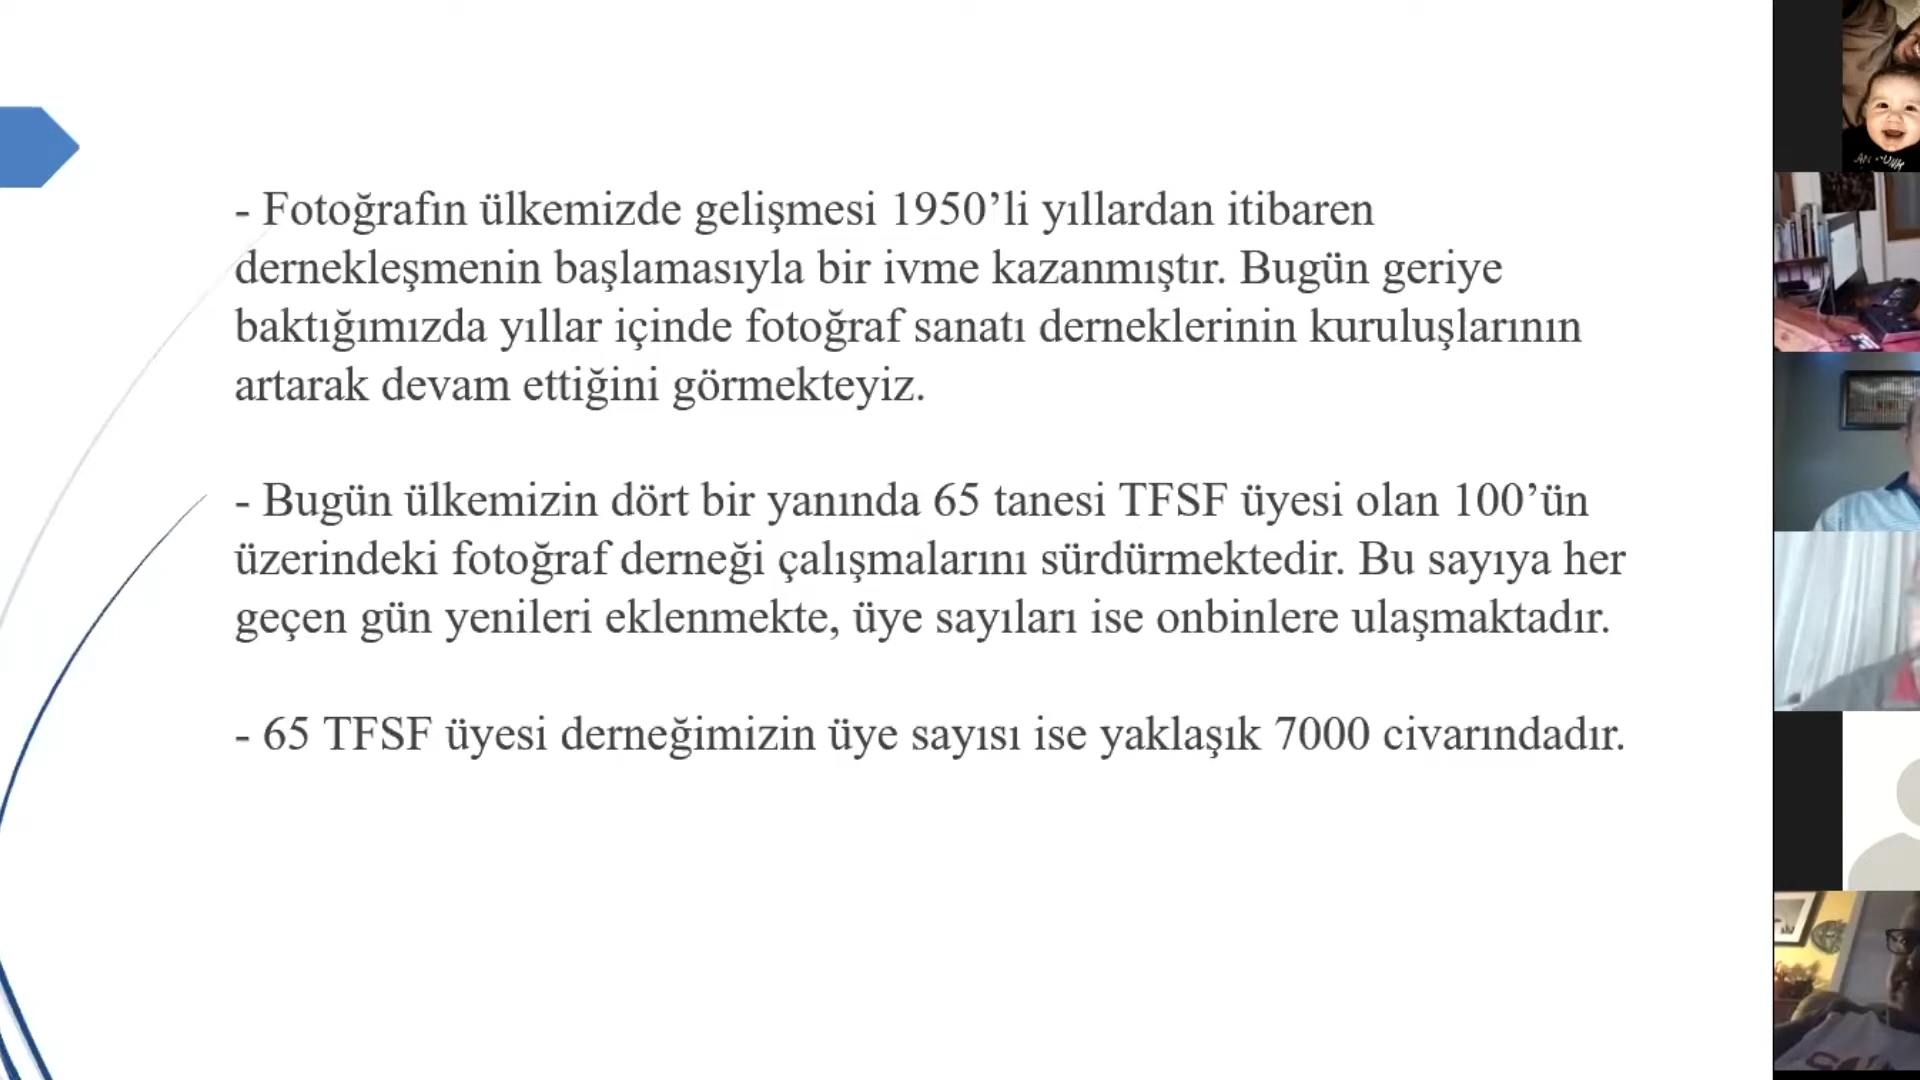 - Fotoğrafın ülkemizde gelişmesi 1950’li yıllardan itibaren
dernekleşmenin başlamasıyla bir ivme kazanmıştır. Bugün geriye
baktığımızda yıllar içinde fotoğraf sanatı derneklerinin kuruluşlarının
artarak devam ettiğini görmekteyiz.
- Bugün ülkemizin dört bir yanında 65 tanesi TFSF üyesi olan 100’ün
üzerindeki fotoğraf derneği çalışmalarını sürdürmektedir. Bu sayıya her
geçen gün yenileri eklenmekte, üye sayıları ise onbinlere ulaşmaktadır.
- 65 TFSF üyesi derneğimizin üye sayısı ise yaklaşık 7000 civarındadır.